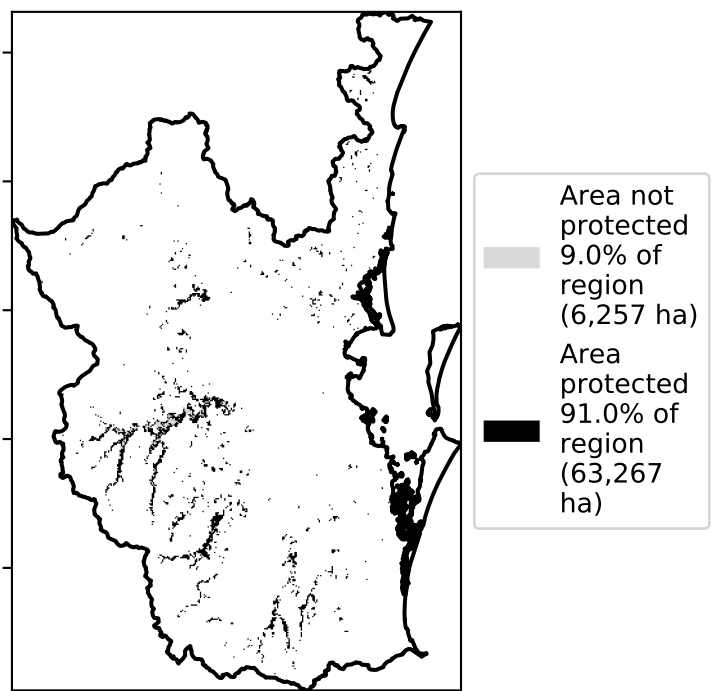 Area not
protected
9.0% of
region
(6,257 ha)
Area
protected
91.0% of
region
(63,267
ha)